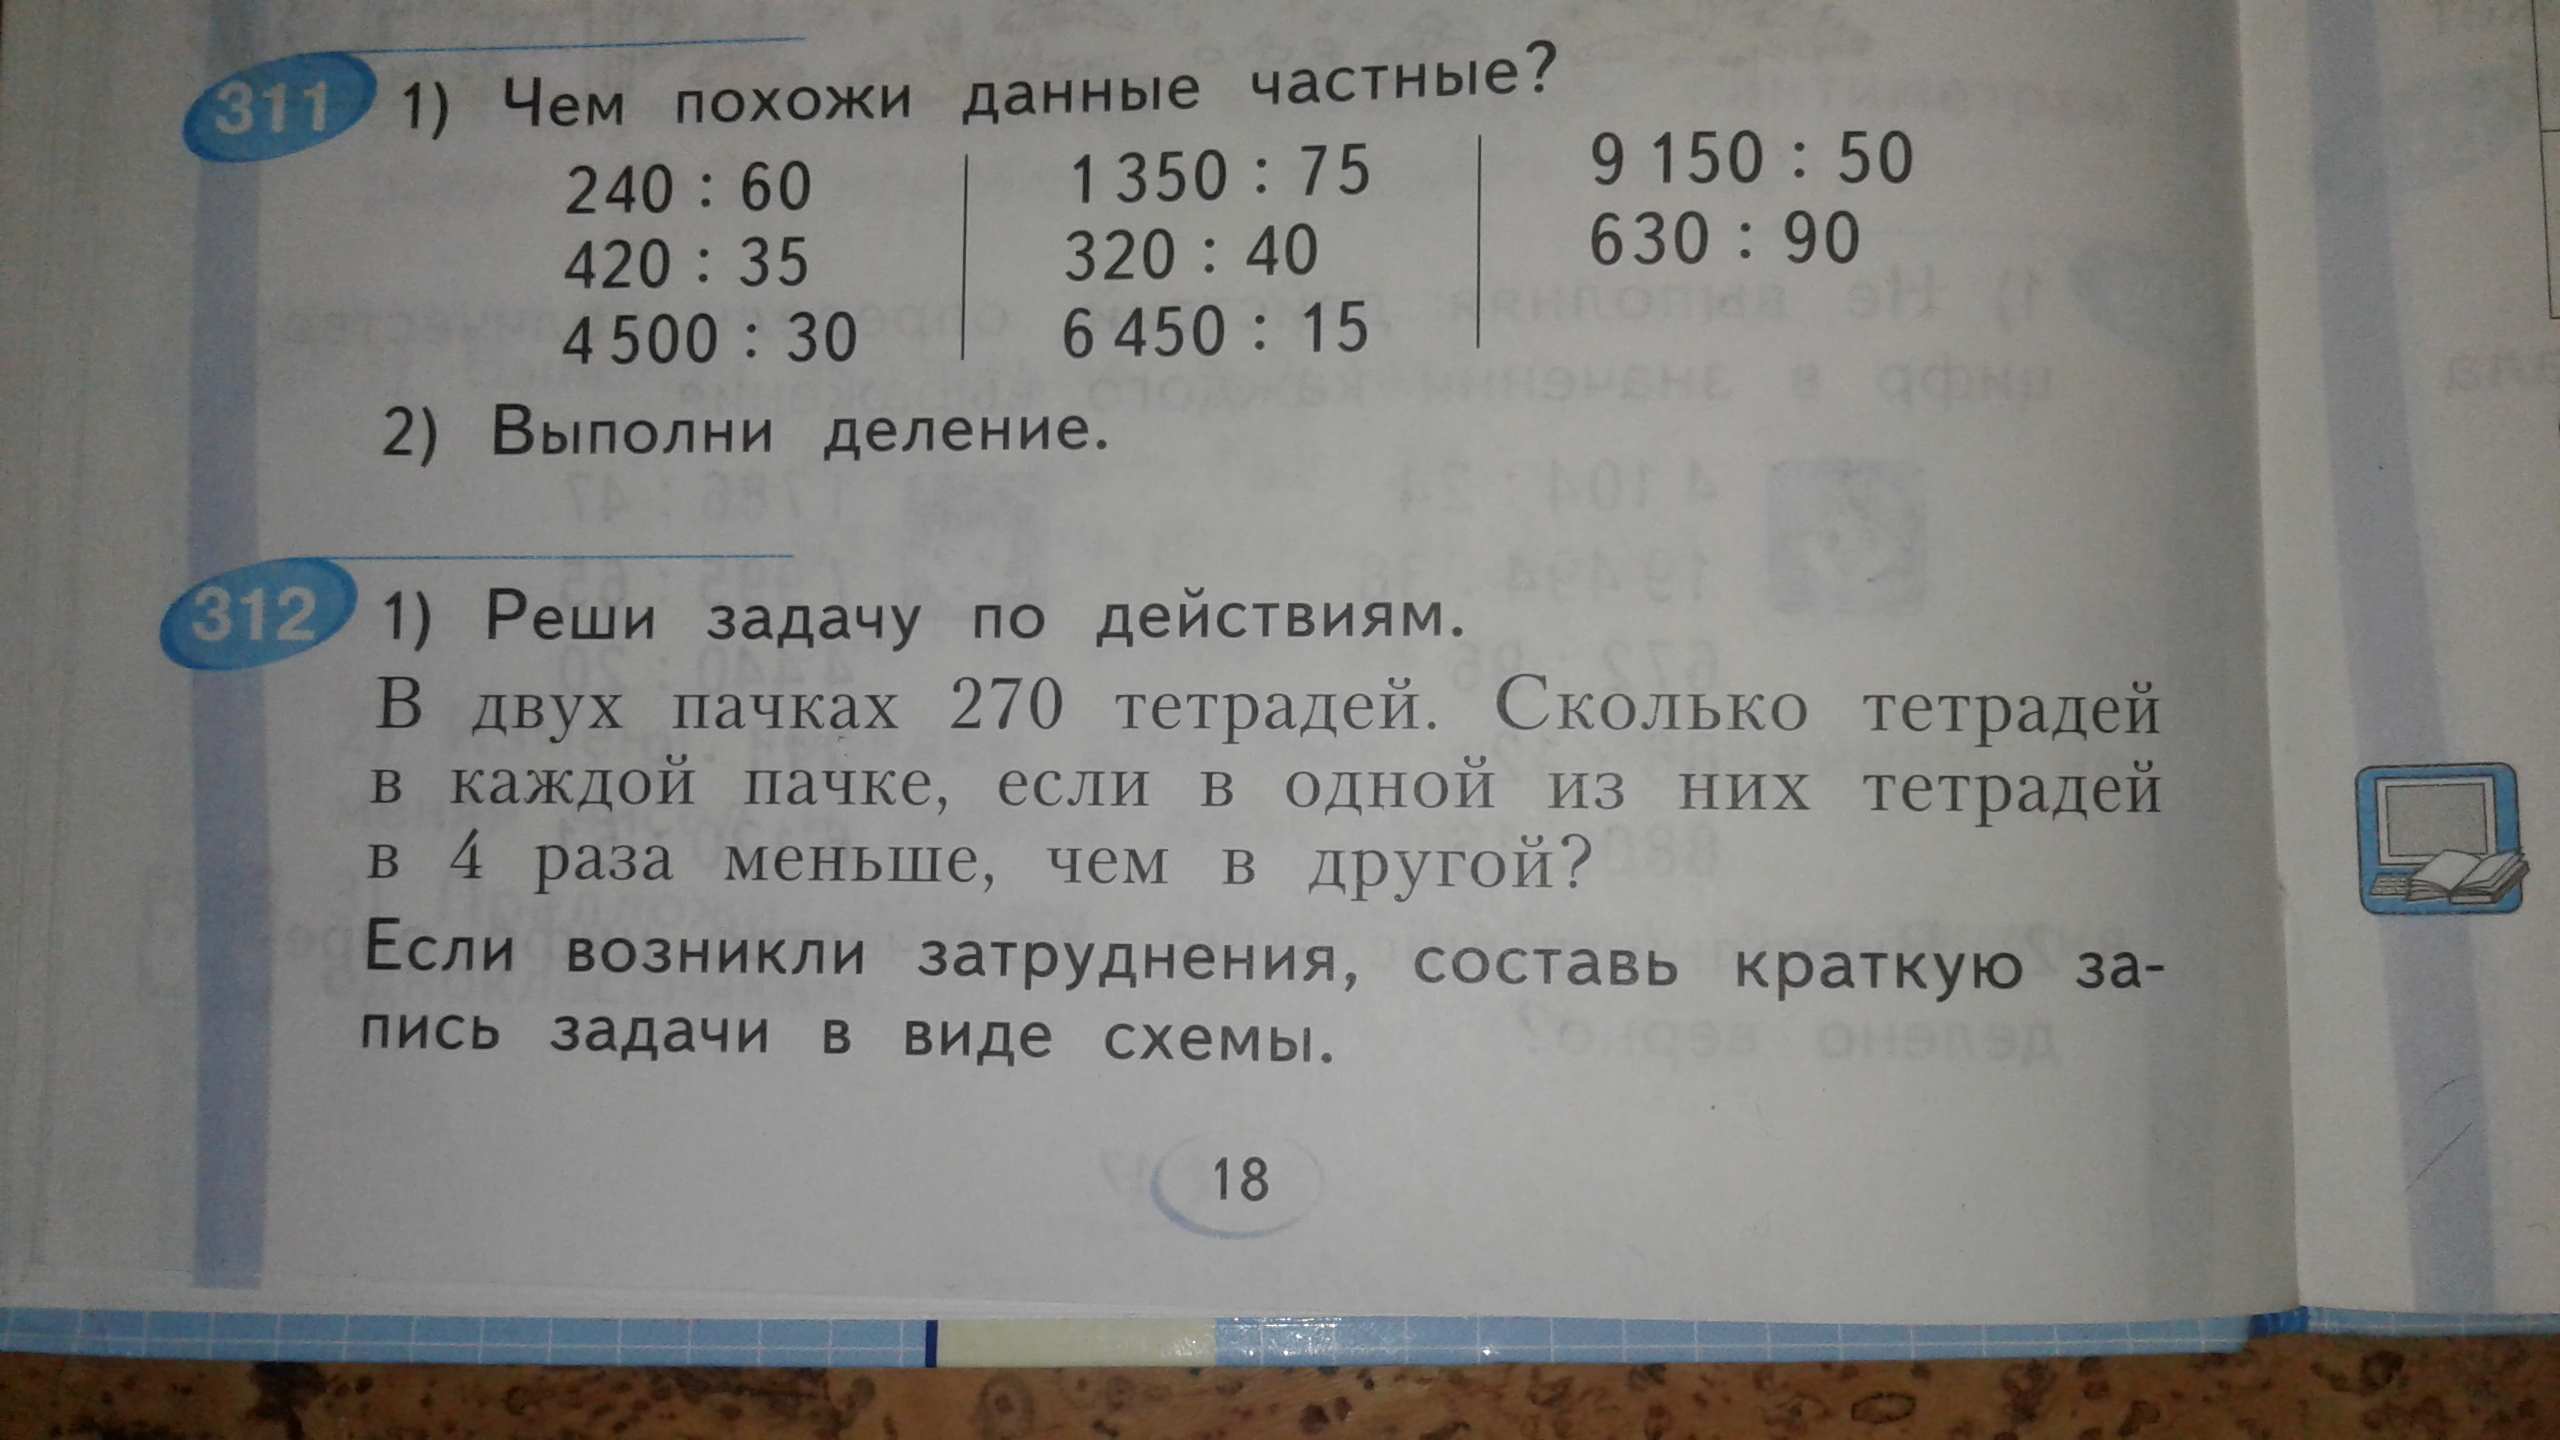 311 1) Чем похожи данные частные?
240 : 60
420 : 35
4 500 : 30
1 350 : 75
320 : 40
6 450 : 15
9 150 : 50
630 : 90
2) Выполни деление.
312 1) Реши задачу по действиям.
В двух пачках 270 тетрадей. Сколько тетрадей
в каждой пачке, если в одной из них тетрадей
в 4 раза меньше, чем в другой?
Если возникли затруднения, составь краткую за-
пись задачи в виде схемы.
18